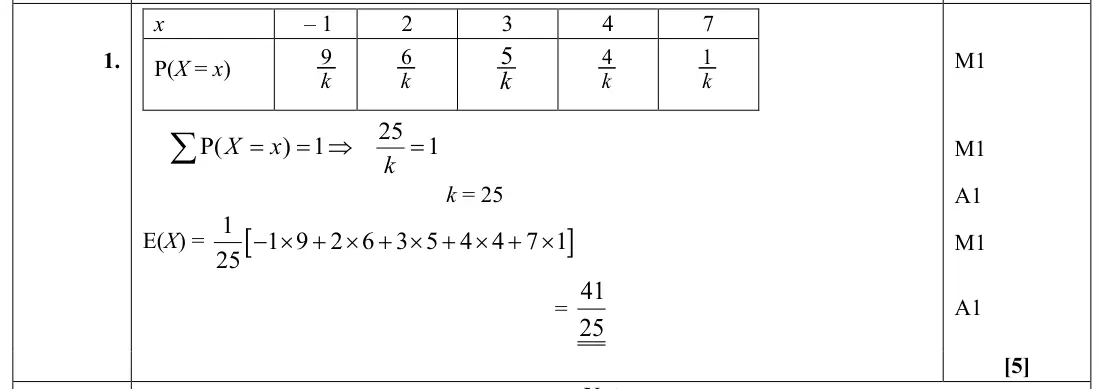 x – 1 2 3 4 7
1. P(X = x) 9/k 6/k 5/k 4/k 1/k M1
∑P(X = x) = 1 ⇒ 25/k = 1 M1
k = 25 A1
E(X) = 1/25 [−1×9 + 2×6 + 3×5 + 4×4 + 7×1] M1
= 41/25 A1
[5]